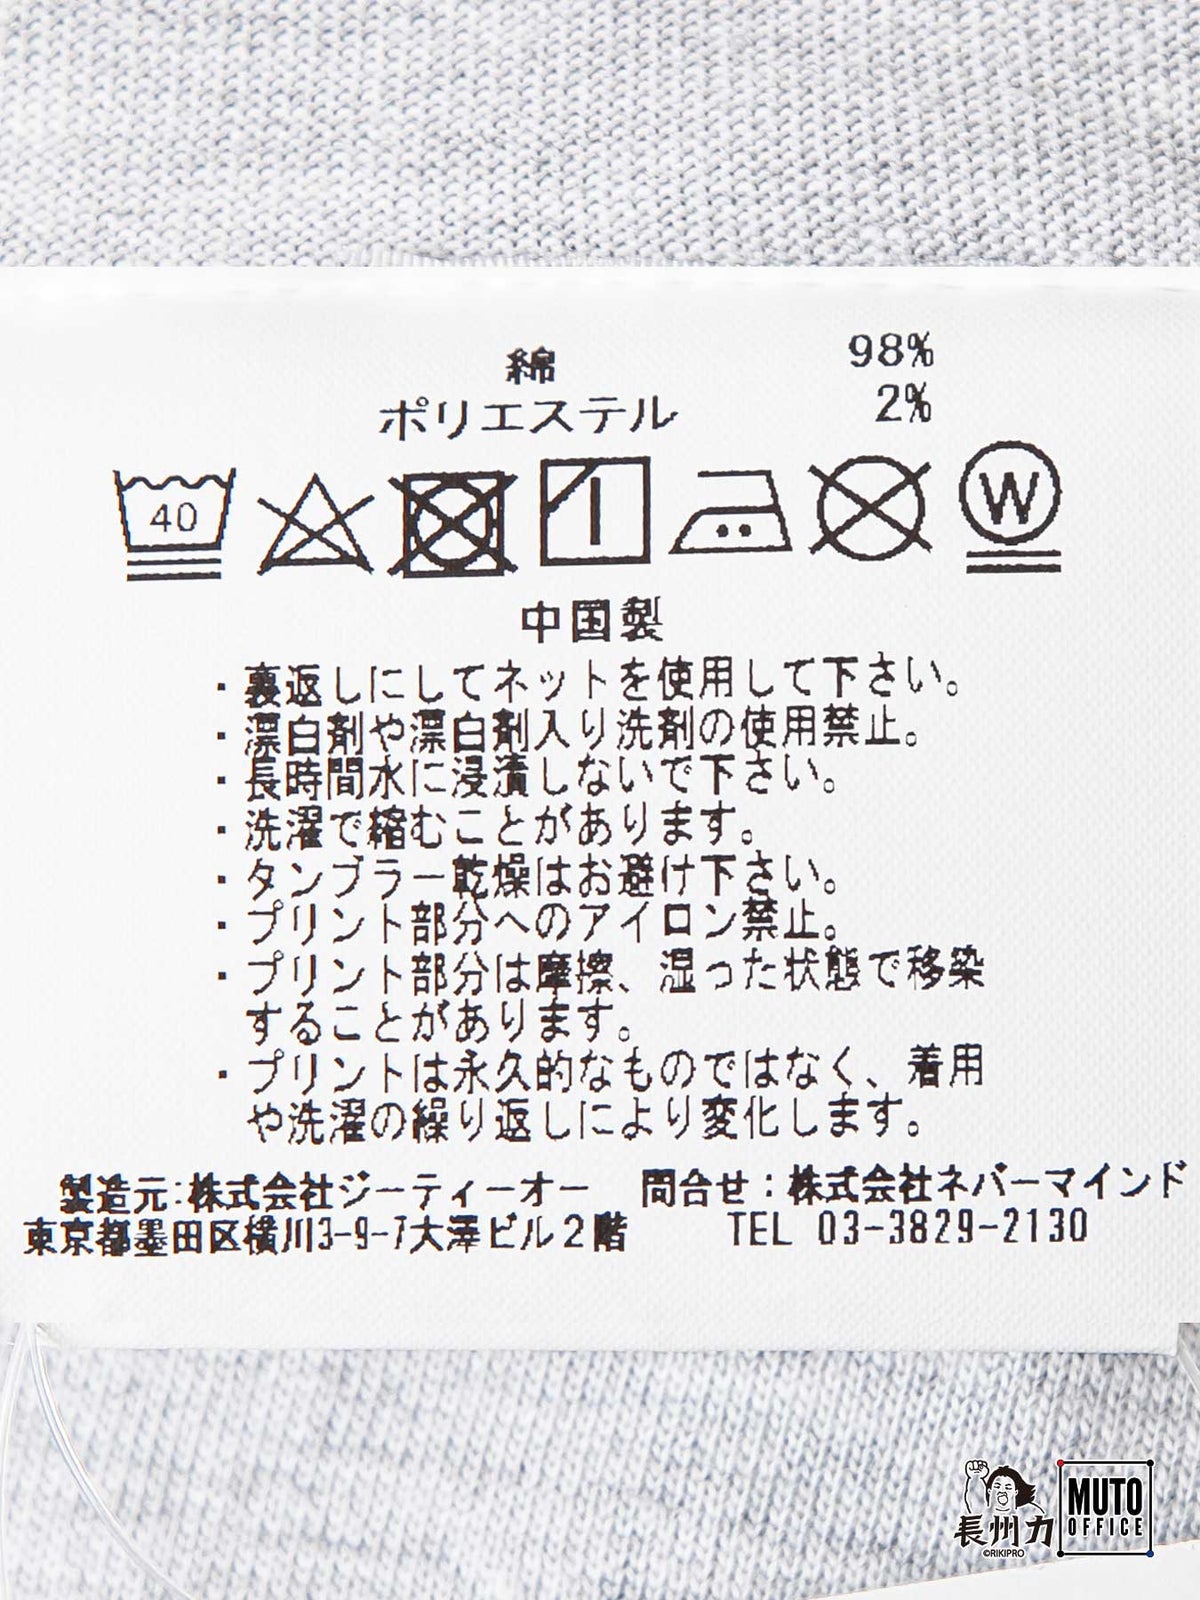 綿 98%
ポリエステル 2%
40 W
中国製
・裏返しにしてネットを使用して下さい。
・漂白剤や漂白剤入り洗剤の使用禁止。
・長時間水に浸漬しないで下さい。
・洗濯で縮むことがあります。
・タンブラー乾燥はお避け下さい。
・プリント部分へのアイロン禁止。
・プリント部分は摩擦、湿った状態で移染
することがあります。
・プリントは永久的なものではなく、着用
や洗濯の繰り返しにより変化します。
製造元:株式会社ジーティーオー 問合せ:株式会社ネバーマインド
東京都墨田区横川3-9-7大澤ビル2階 TEL 03-3829-2130
長州力
©RIKIPRO
MUTO
OFFICE